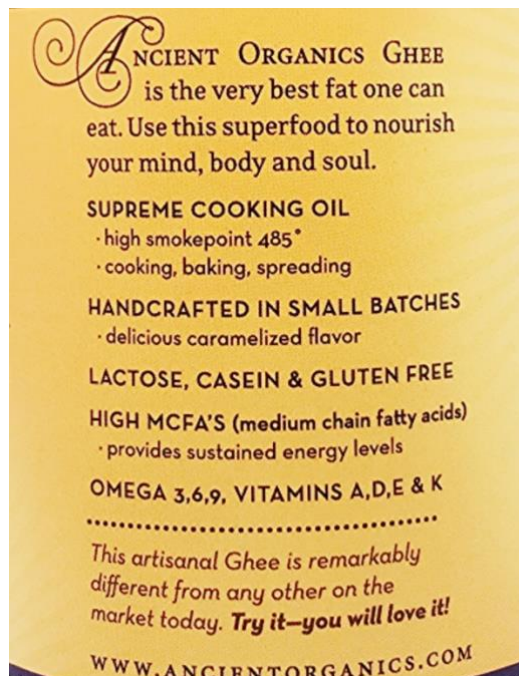 ANCIENT ORGANICS GHEE
is the very best fat one can
eat. Use this superfood to nourish
your mind, body and soul.
SUPREME COOKING OIL
· high smokepoint 485°
· cooking, baking, spreading
HANDCRAFTED IN SMALL BATCHES
· delicious caramelized flavor
LACTOSE, CASEIN & GLUTEN FREE
HIGH MCFA'S (medium chain fatty acids)
· provides sustained energy levels
OMEGA 3,6,9, VITAMINS A,D,E & K
This artisanal Ghee is remarkably
different from any other on the
market today. Try it—you will love it!
WWW.ANCIENTORGANICS.COM